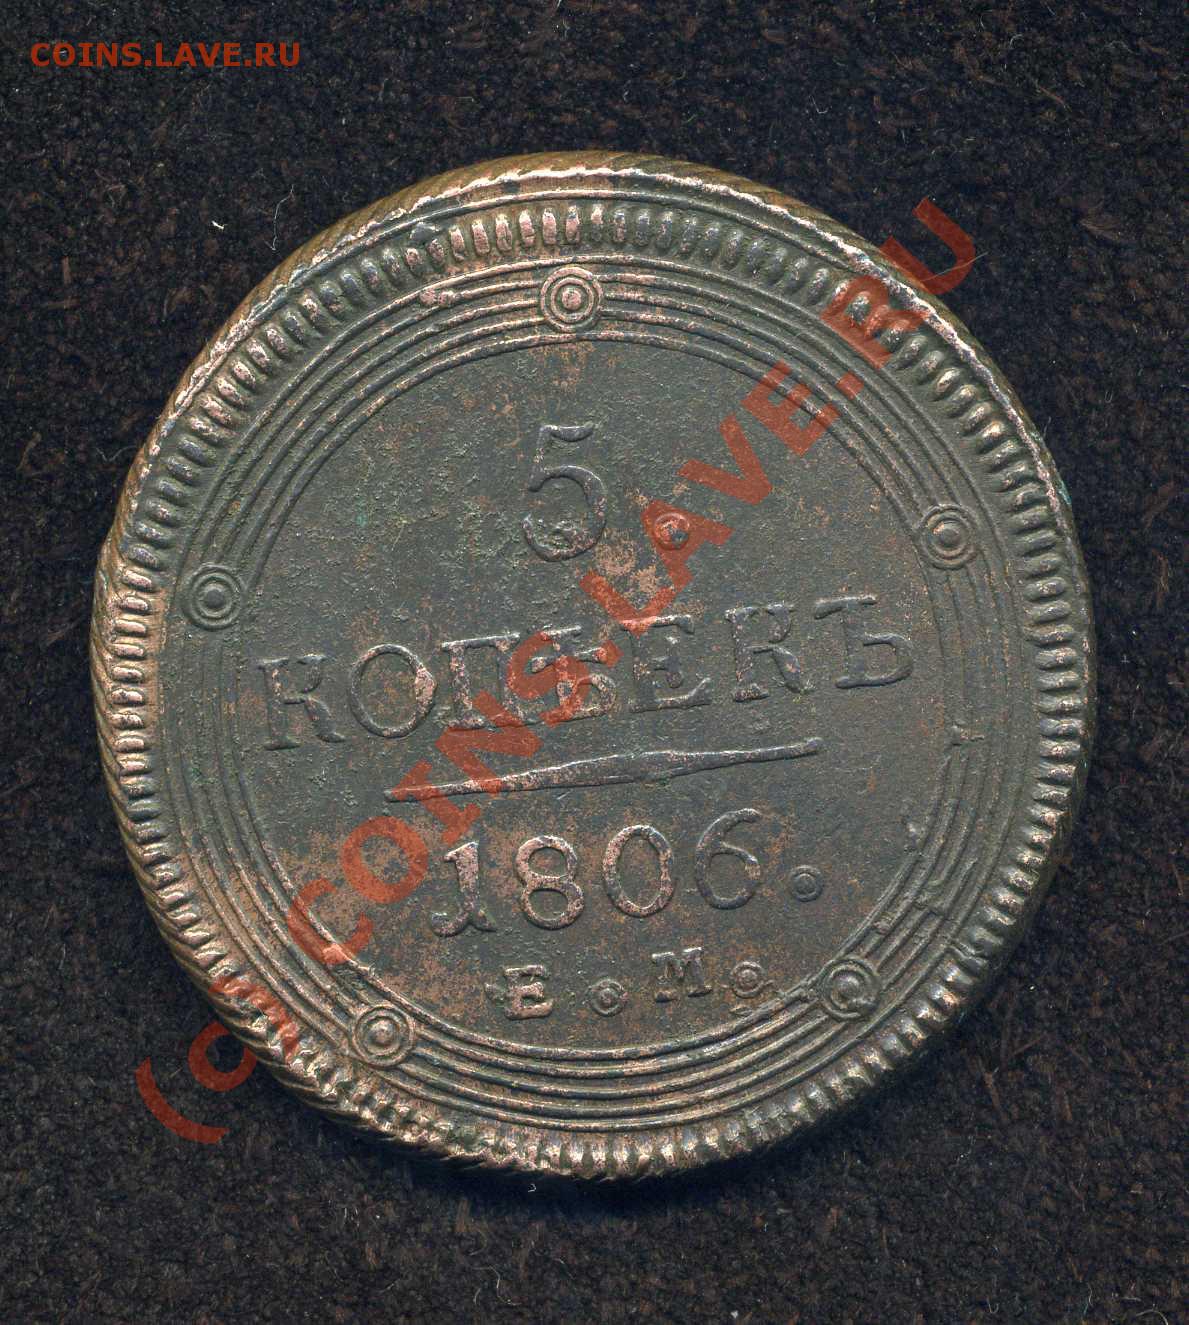 COINS.LAVE.RU
5
КОПѢЕКЪ
1806.
Е. М.
(c) COINS.LAVE.RU